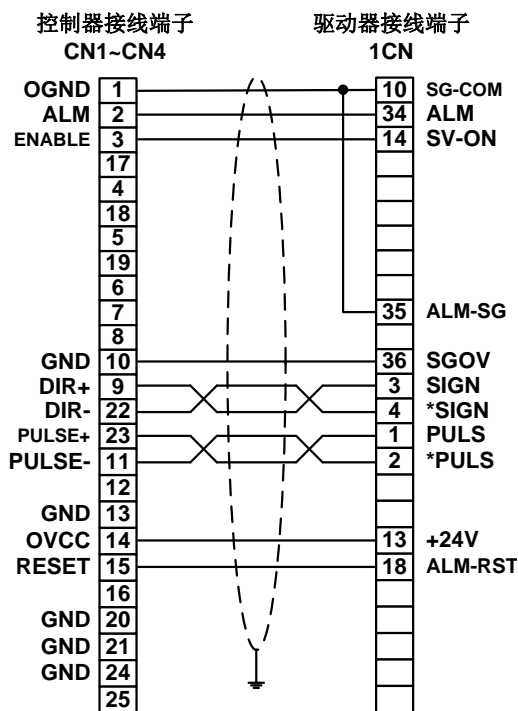 控制器接线端子 驱动器接线端子
CN1~CN4 1CN
OGND 1 10 SG-COM
ALM 2 34 ALM
ENABLE 3 14 SV-ON
17
4
18
5
19
6
7 35 ALM-SG
8
GND 10 36 SGOV
DIR+ 9 3 SIGN
DIR- 22 4 *SIGN
PULSE+ 23 1 PULS
PULSE- 11 2 *PULS
12
GND 13
OVCC 14 13 +24V
RESET 15 18 ALM-RST
16
GND 20
GND 21
GND 24
25